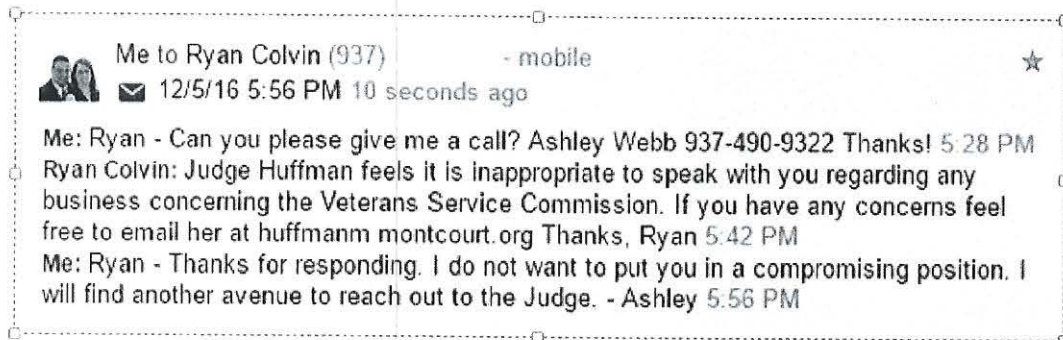 Me to Ryan Colvin (937) - mobile
12/5/16 5:56 PM 10 seconds ago
Me: Ryan - Can you please give me a call? Ashley Webb 937-490-9322 Thanks! 5:28 PM
Ryan Colvin: Judge Huffman feels it is inappropriate to speak with you regarding any
business concerning the Veterans Service Commission. If you have any concerns feel
free to email her at huffmanm montcourt.org Thanks, Ryan 5:42 PM
Me: Ryan - Thanks for responding. I do not want to put you in a compromising position. I
will find another avenue to reach out to the Judge. - Ashley 5:56 PM